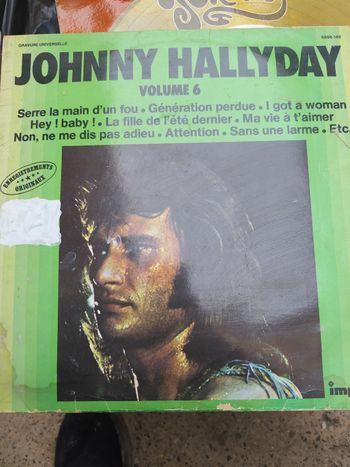 GRAVURE UNIVERSELLE
JOHNNY HALLYDAY
VOLUME 6
Serre la main d'un fou • Génération perdue • I got a woman
Hey ! baby ! • La fille de l'été dernier • Ma vie à t'aimer
Non, ne me dis pas adieu • Attention • Sans une larme • Etc.
ENREGISTREMENTS
ORIGINAUX
imp